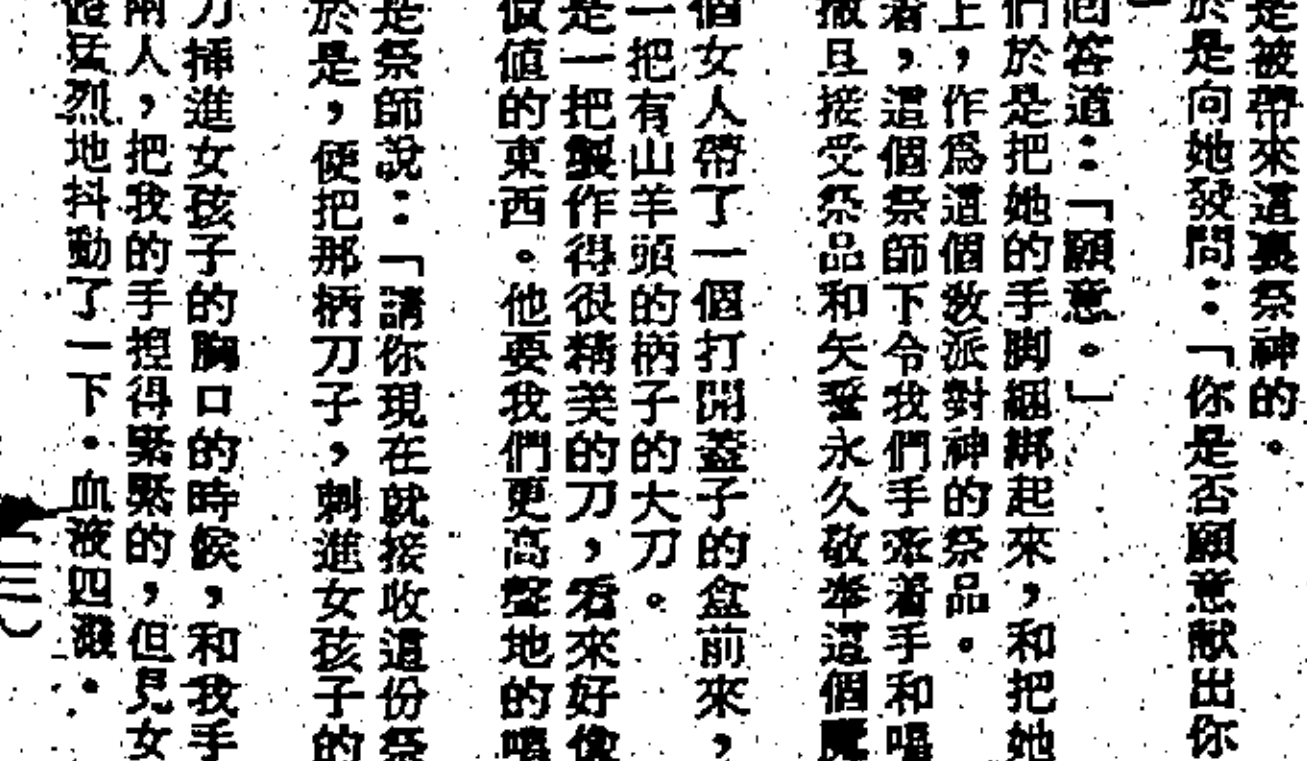 是被帶來這裏祭神的。
於是向她發問：「你是否願意献出你
回答道：「願意。」
們於是把她的手脚綑綁起來，和把她
上，作爲這個敎派對神的祭品。
着，這個祭師下令我們手牽着手和唱
撒旦接受祭品和矢誓永久敬奉這個魔
個女人帶了一個打開蓋子的盒前來，
一把有山羊頭的柄子的大刀。
是一把製作得很精美的刀，看來好像
値的東西。他要我們更高聲地的唱
是祭師說：「請你現在就接收這份祭
於是，便把那柄刀子，刺進女孩子的
刀揷進女孩子的胸口的時候，和我手
兩人，把我的手揑得緊緊的，但見女
體猛烈地抖動了一下。血液四濺。
（三）